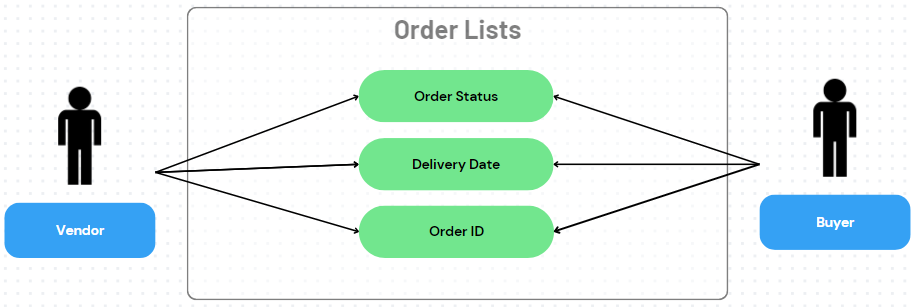 Order Lists
Order Status
Delivery Date
Order ID
Vendor
Buyer